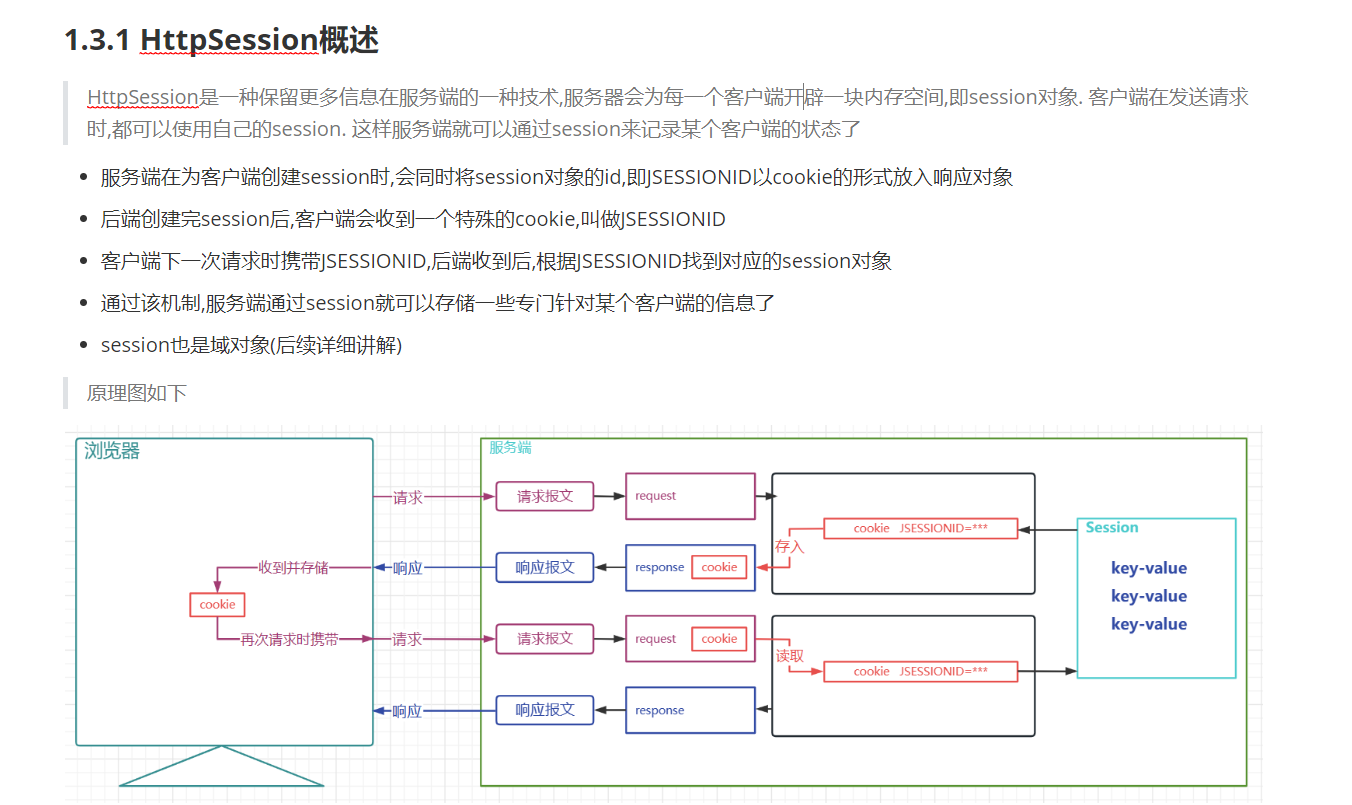 1.3.1 HttpSession概述
HttpSession是一种保留更多信息在服务端的一种技术,服务器会为每一个客户端开辟一块内存空间,即session对象. 客户端在发送请求
时,都可以使用自己的session. 这样服务端就可以通过session来记录某个客户端的状态了
服务端在为客户端创建session时,会同时将session对象的id,即JSESSIONID以cookie的形式放入响应对象
后端创建完session后,客户端会收到一个特殊的cookie,叫做JSESSIONID
客户端下一次请求时携带JSESSIONID,后端收到后,根据JSESSIONID找到对应的session对象
通过该机制,服务端通过session就可以存储一些专门针对某个客户端的信息了
session也是域对象(后续详细讲解)
原理图如下
浏览器
服务端
请求
请求报文
request
cookie JSESSIONID=***
存入
Session
收到并存储
响应
响应报文
response
cookie
key-value
key-value
key-value
cookie
再次请求时携带
请求
请求报文
request
cookie
读取
cookie JSESSIONID=***
响应
响应报文
response